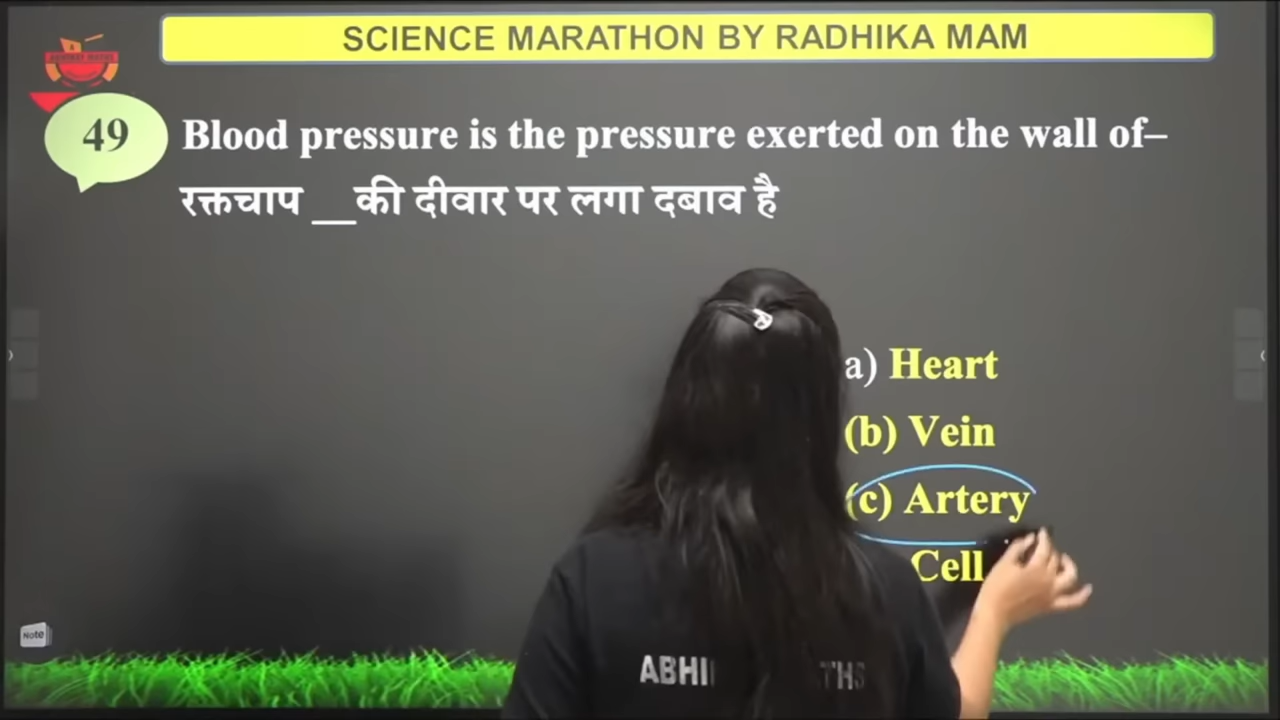 SCIENCE MARATHON BY RADHIKA MAM
49
Blood pressure is the pressure exerted on the wall of–
रक्तचाप __की दीवार पर लगा दबाव है
a) Heart
(b) Vein
(c) Artery
Cell
Note
ABHI
THS